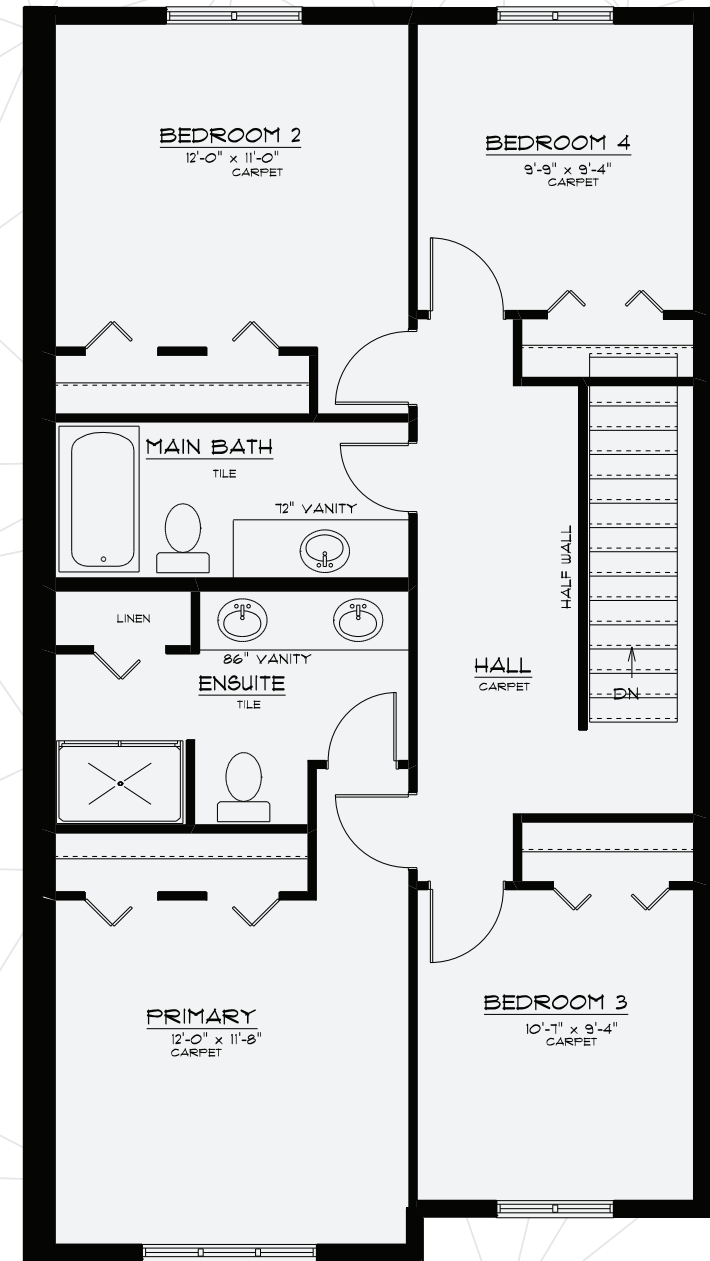 BEDROOM 2
12'-0" x 11'-0"
CARPET
BEDROOM 4
9'-9" x 9'-4"
CARPET
MAIN BATH
TILE
72" VANITY
HALF WALL
LINEN
86" VANITY
ENSUITE
TILE
HALL
CARPET
DN
PRIMARY
12'-0" x 11'-8"
CARPET
BEDROOM 3
10'-7" x 9'-4"
CARPET